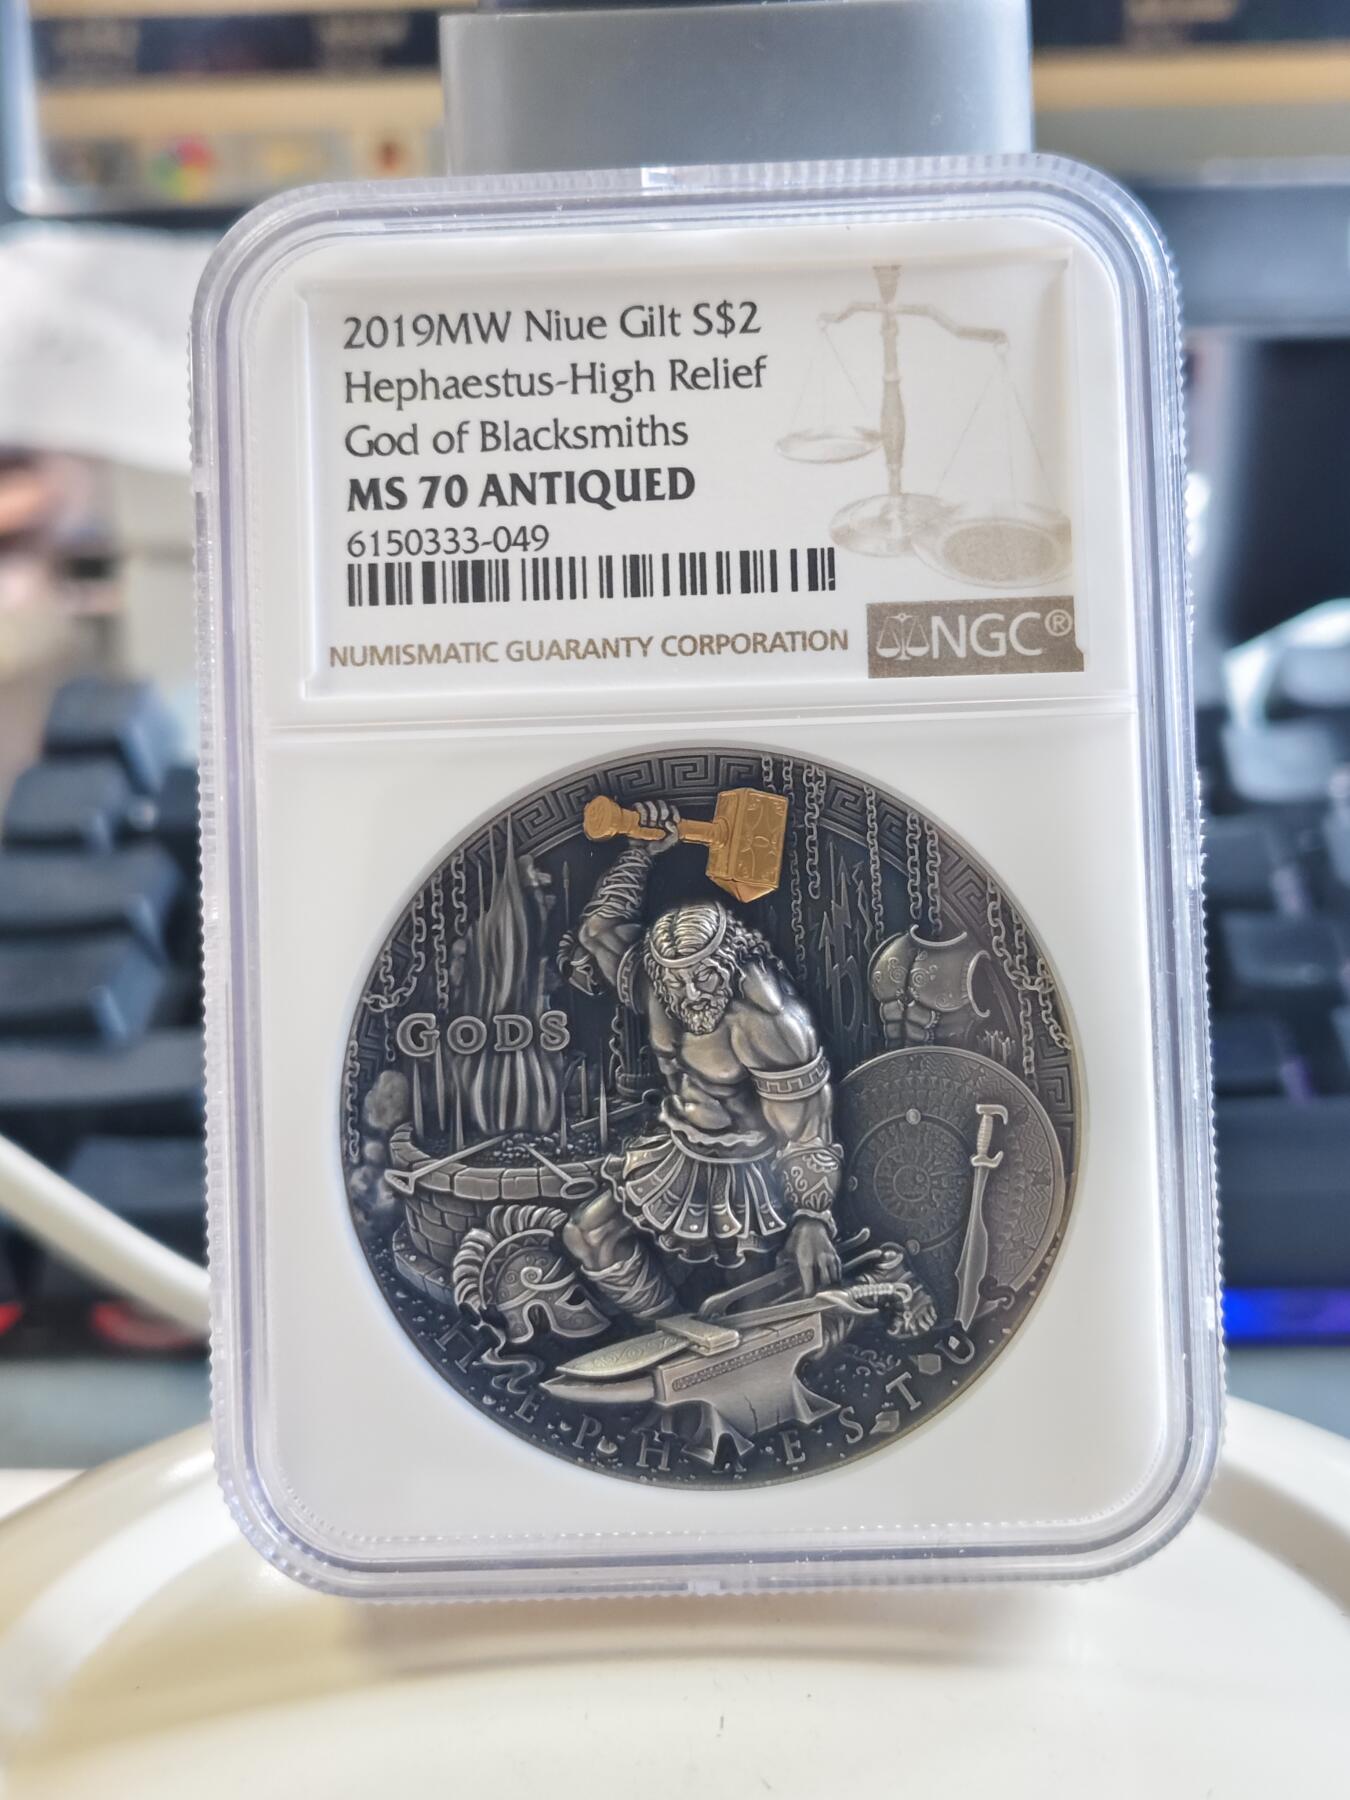 2019MW Niue Gilt S$2
Hephaestus-High Relief
God of Blacksmiths
MS 70 ANTIQUED
6150333-049
NUMISMATIC GUARANTY CORPORATION
NGC®
GODS
HEPHAESTUS